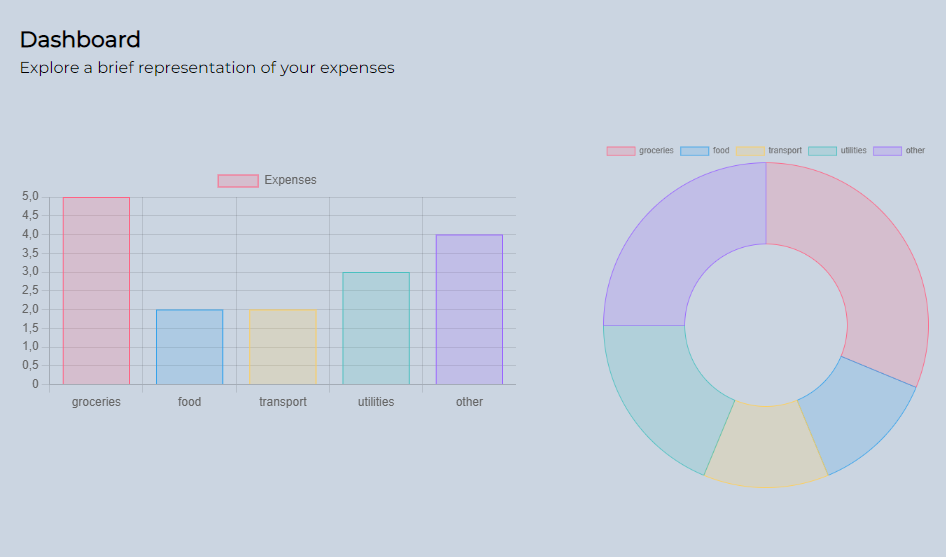 Dashboard
Explore a brief representation of your expenses
Expenses
5,0
4,5
4,0
3,5
3,0
2,5
2,0
1,5
1,0
0,5
0
groceries food transport utilities other
groceries food transport utilities other